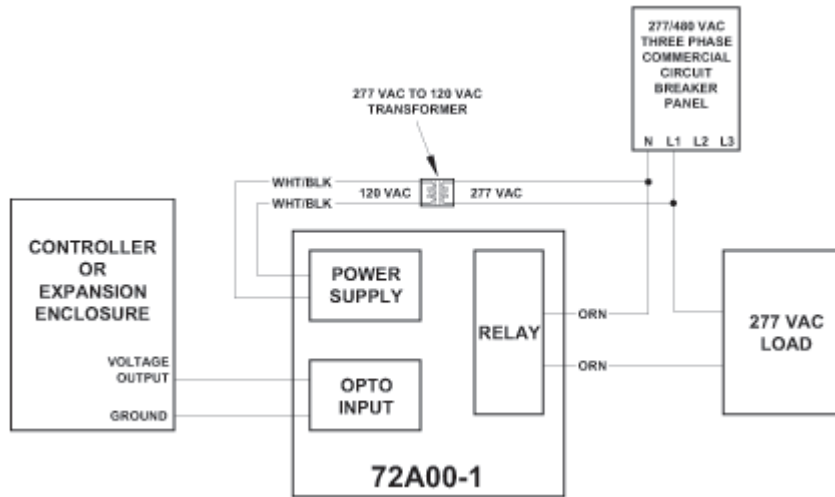 277/480 VAC
THREE PHASE
COMMERCIAL
CIRCUIT
BREAKER
PANEL
N L1 L2 L3
277 VAC TO 120 VAC
TRANSFORMER
WHT/BLK
120 VAC
277 VAC
WHT/BLK
CONTROLLER
OR
EXPANSION
ENCLOSURE
VOLTAGE
OUTPUT
GROUND
POWER
SUPPLY
OPTO
INPUT
RELAY
ORN
ORN
277 VAC
LOAD
72A00-1